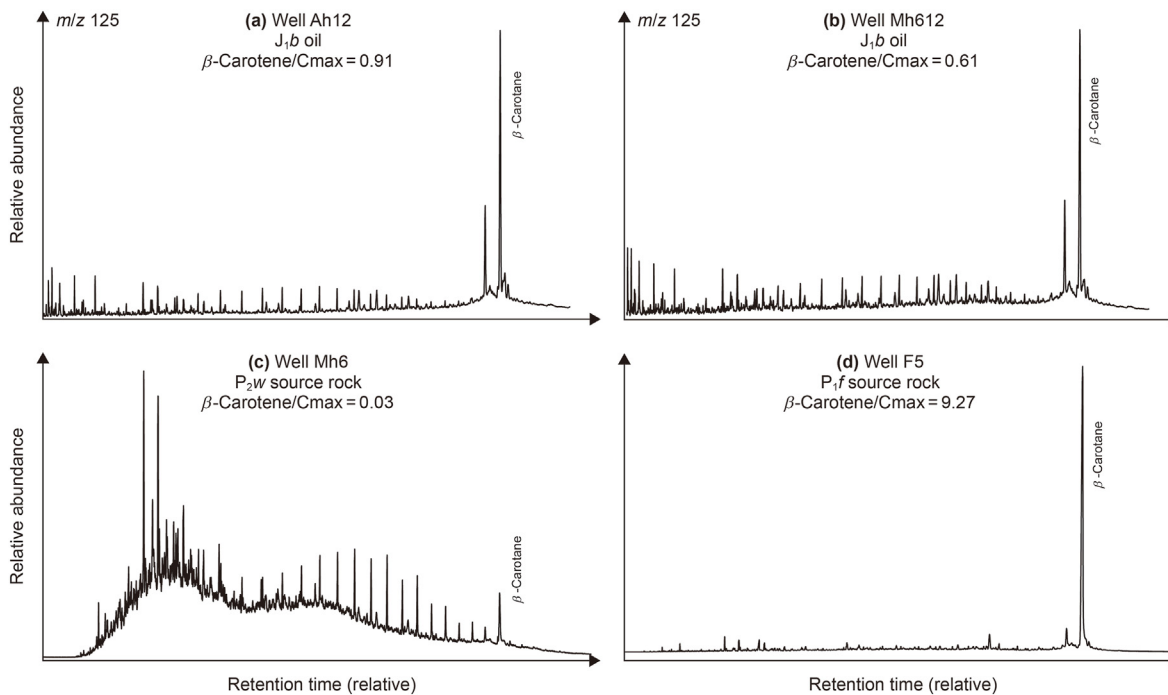 m/z 125
(a) Well Ah12
J₁b oil
β-Carotene/Cmax = 0.91
β-Carotane
Relative abundance
m/z 125
(b) Well Mh612
J₁b oil
β-Carotene/Cmax = 0.61
β-Carotane
(c) Well Mh6
P₂w source rock
β-Carotene/Cmax = 0.03
β-Carotane
Relative abundance
Retention time (relative)
(d) Well F5
P₁f source rock
β-Carotene/Cmax = 9.27
β-Carotane
Retention time (relative)